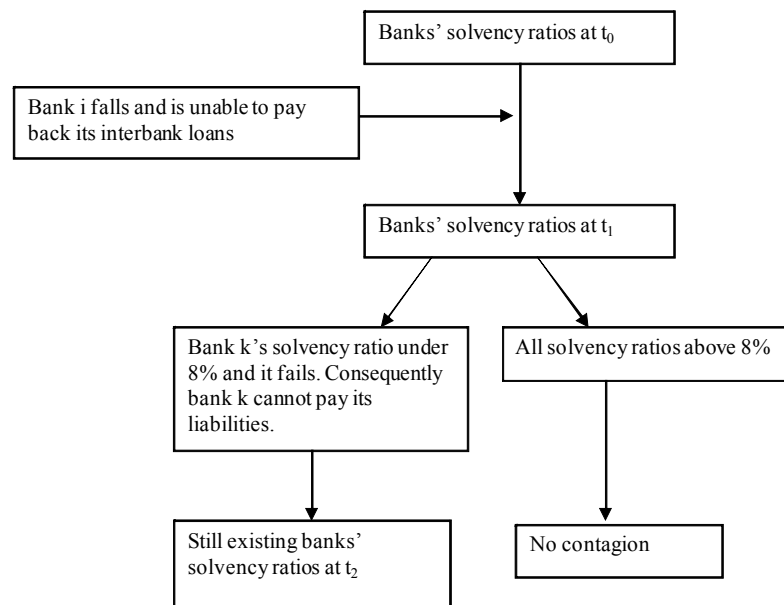 Banks’ solvency ratios at t0
Bank i falls and is unable to pay
back its interbank loans
Banks’ solvency ratios at t1
Bank k’s solvency ratio under
8% and it fails. Consequently
bank k cannot pay its
liabilities.
All solvency ratios above 8%
Still existing banks’
solvency ratios at t2
No contagion